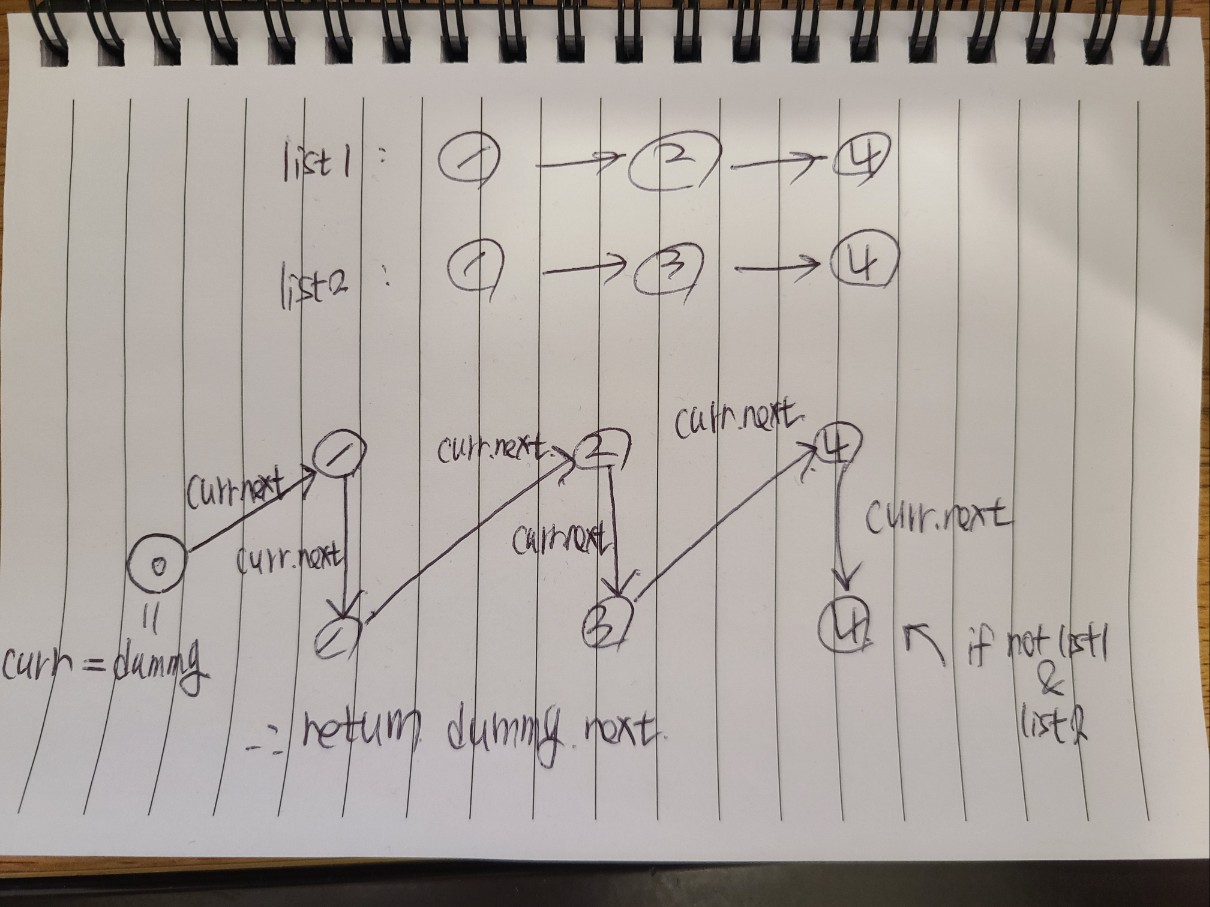 list1 : 1 → 2 → 4
list2 : 1 → 3 → 4
curr.next
curr.next
curr.next
1
2
4
curr.next
curr.next
curr.next
0
=
1
3
4
if not list1
&
list2
curr = dummy
∴ return dummy.next.